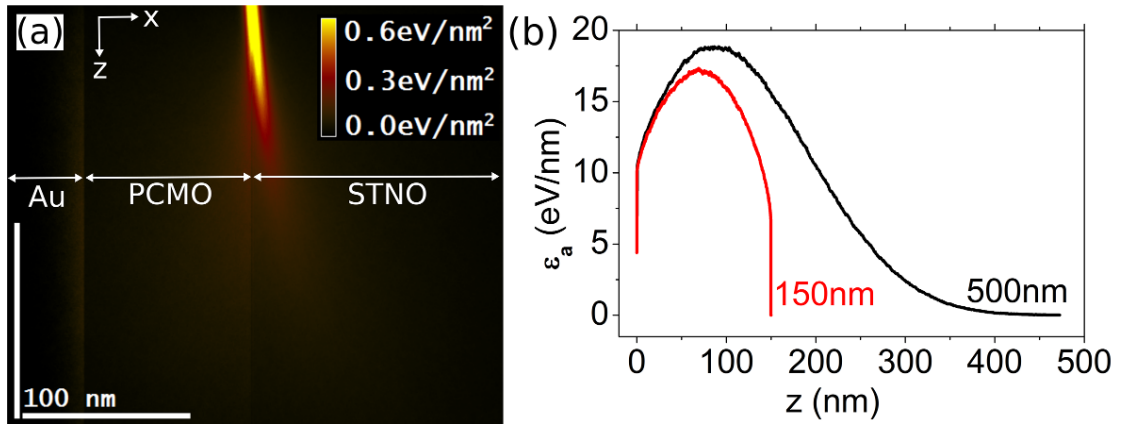 (a)
x
z
0.6eV/nm²
0.3eV/nm²
0.0eV/nm²
Au
PCMO
STNO
100 nm
(b)
20
15
10
5
0
εₐ (eV/nm)
150nm
500nm
0
100
200
300
400
500
z (nm)